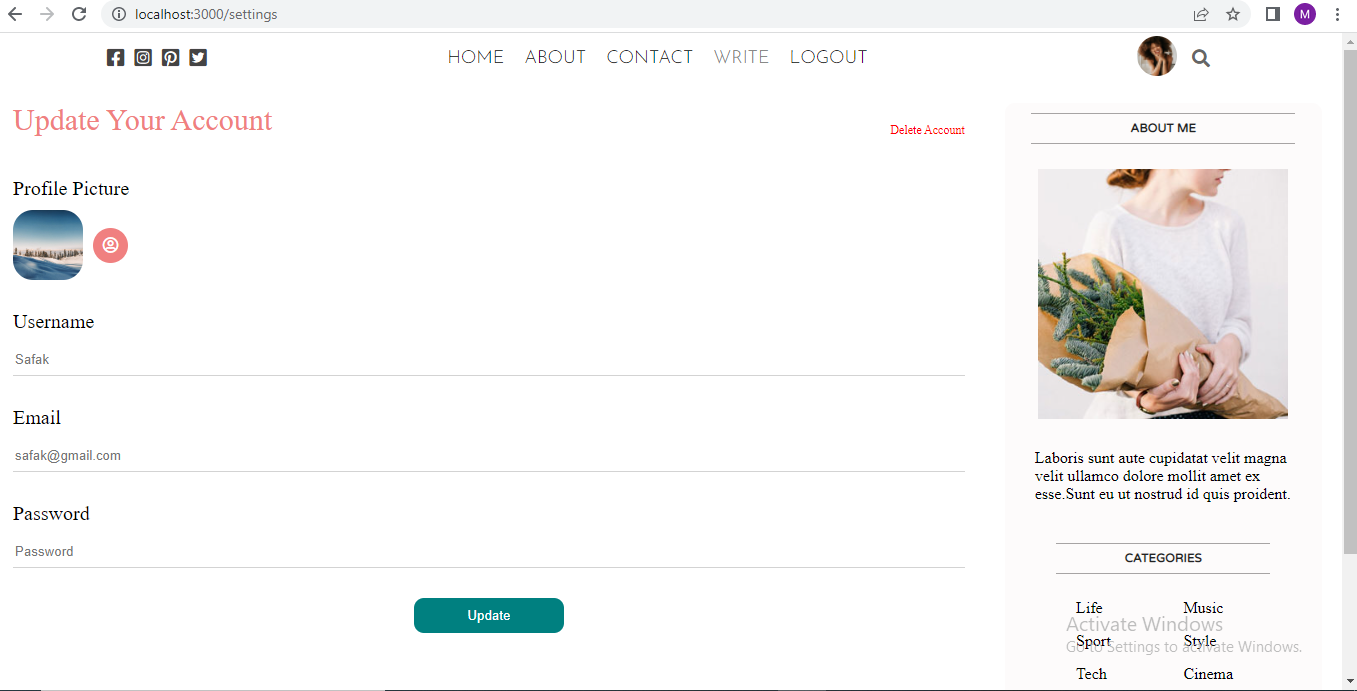 localhost:3000/settings
M
HOME ABOUT CONTACT WRITE LOGOUT
Update Your Account
Delete Account
Profile Picture
Username
Safak
Email
safak@gmail.com
Password
Password
Update
ABOUT ME
Laboris sunt aute cupidatat velit magna
velit ullamco dolore mollit amet ex
esse.Sunt eu ut nostrud id quis proident.
CATEGORIES
Life Music
Sport Style
Tech Cinema
Activate Windows
Go to Settings to activate Windows.